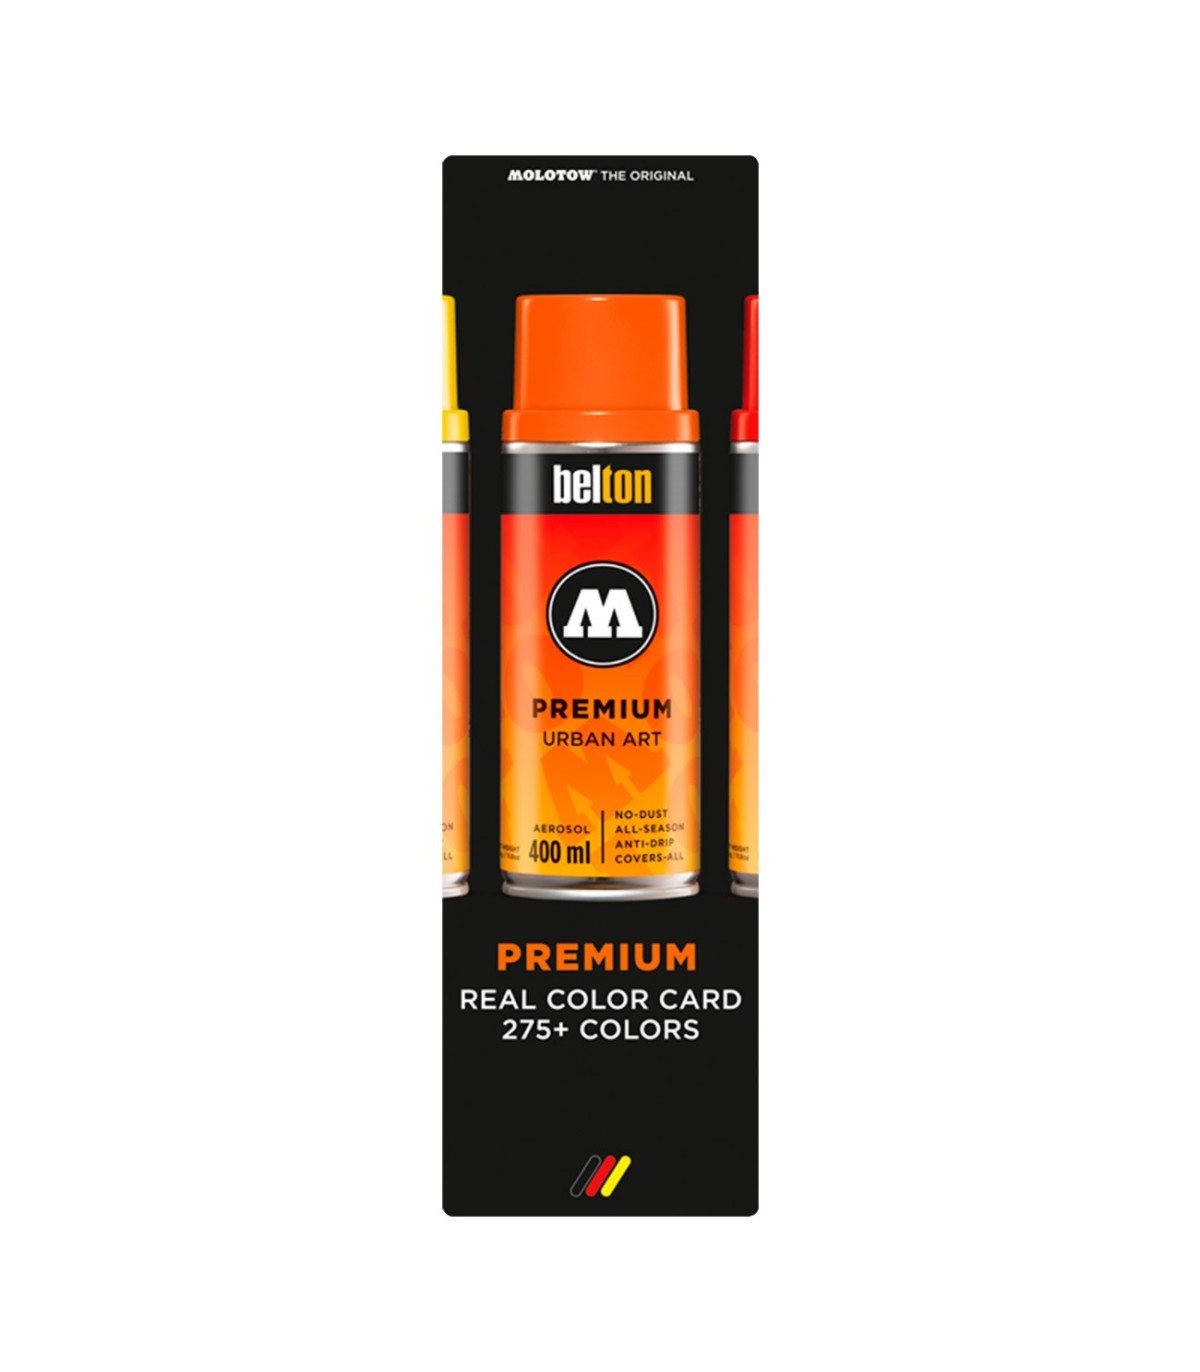 MOLOTOW™ THE ORIGINAL
belton
M
PREMIUM
URBAN ART
AEROSOL
400 ml
NO-DUST
ALL-SEASON
ANTI-DRIP
COVERS-ALL
PREMIUM
REAL COLOR CARD
275+ COLORS